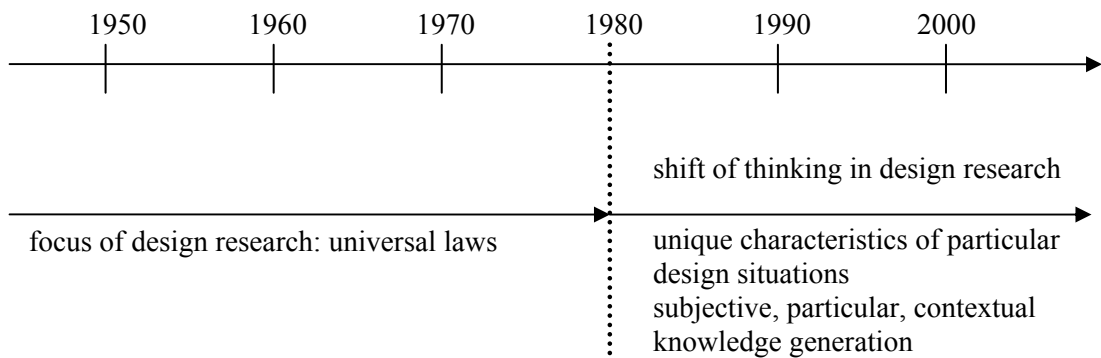 1950 1960 1970 1980 1990 2000
shift of thinking in design research
focus of design research: universal laws
unique characteristics of particular
design situations
subjective, particular, contextual
knowledge generation